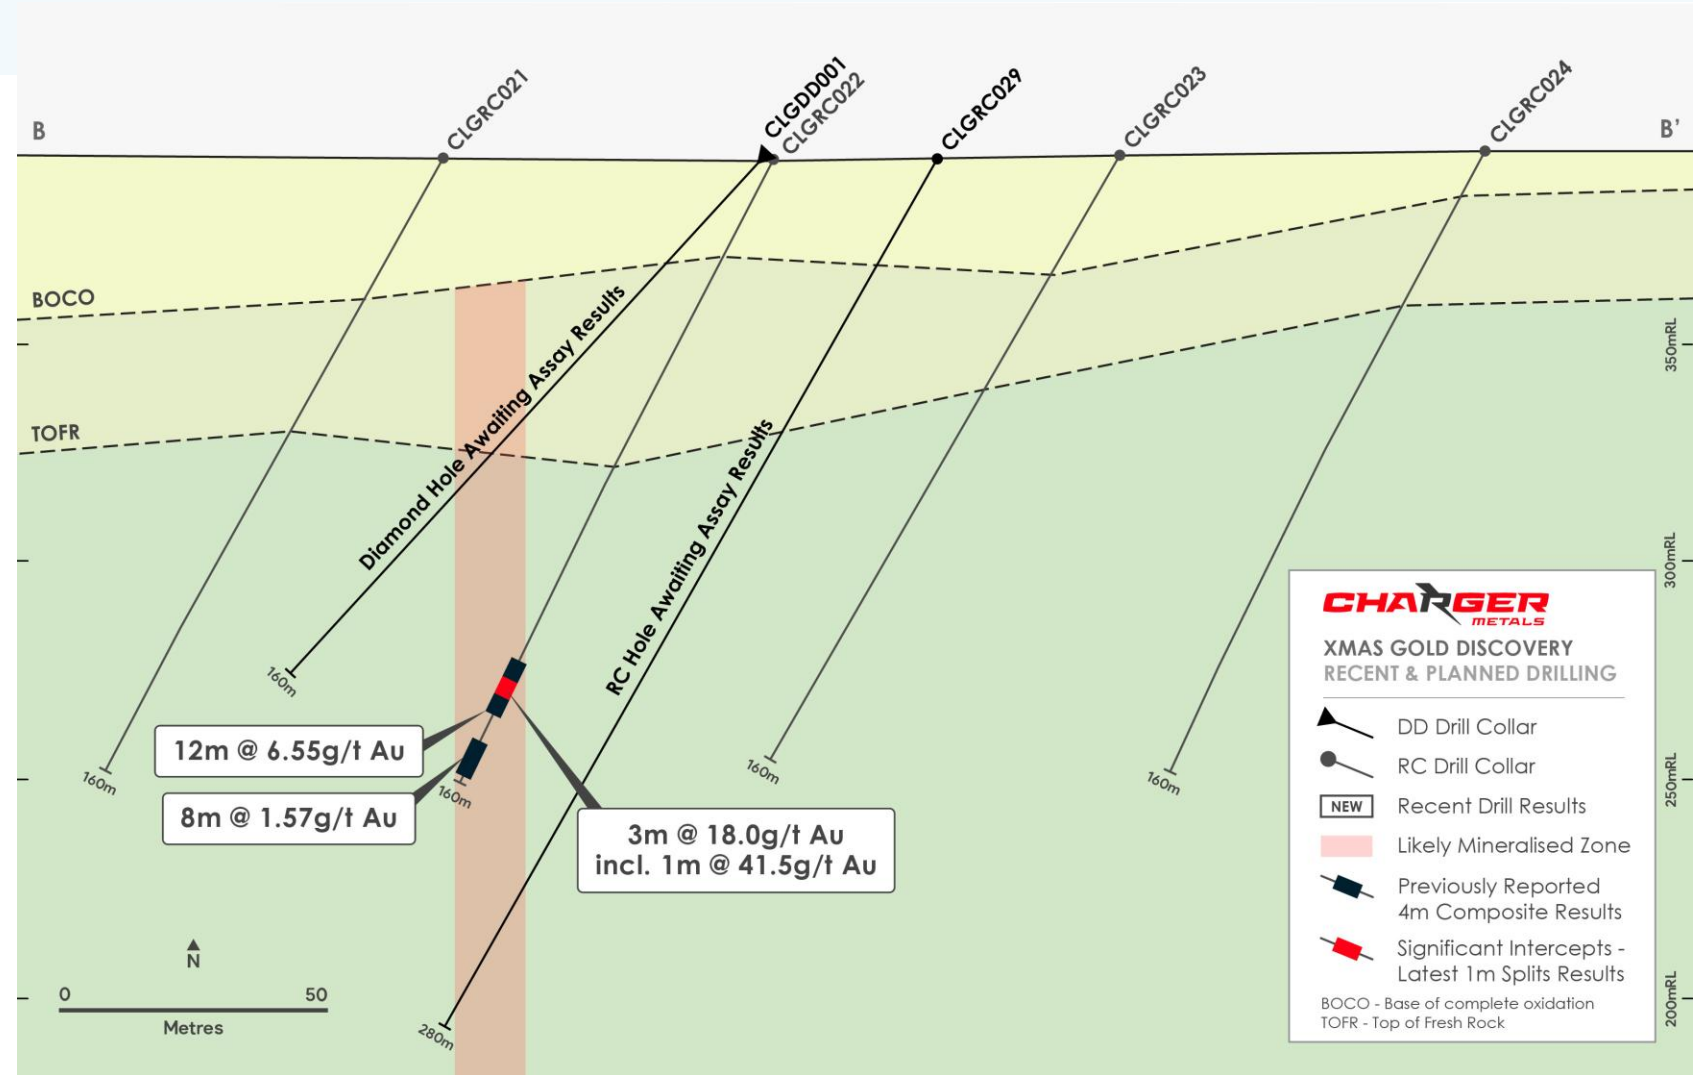 B
CLGRC021
CLGDD001
CLGRC022
CLGRC029
CLGRC023
CLGRC024
B'
BOCO
TOFR
Diamond Hole Awaiting Assay Results
RC Hole Awaiting Assay Results
350mRL
300mRL
250mRL
200mRL
160m
160m
160m
160m
160m
280m
12m @ 6.55g/t Au
8m @ 1.57g/t Au
3m @ 18.0g/t Au
incl. 1m @ 41.5g/t Au
N
0 50
Metres
CHARGER
METALS
XMAS GOLD DISCOVERY
RECENT & PLANNED DRILLING
DD Drill Collar
RC Drill Collar
NEW Recent Drill Results
Likely Mineralised Zone
Previously Reported
4m Composite Results
Significant Intercepts -
Latest 1m Splits Results
BOCO - Base of complete oxidation
TOFR - Top of Fresh Rock